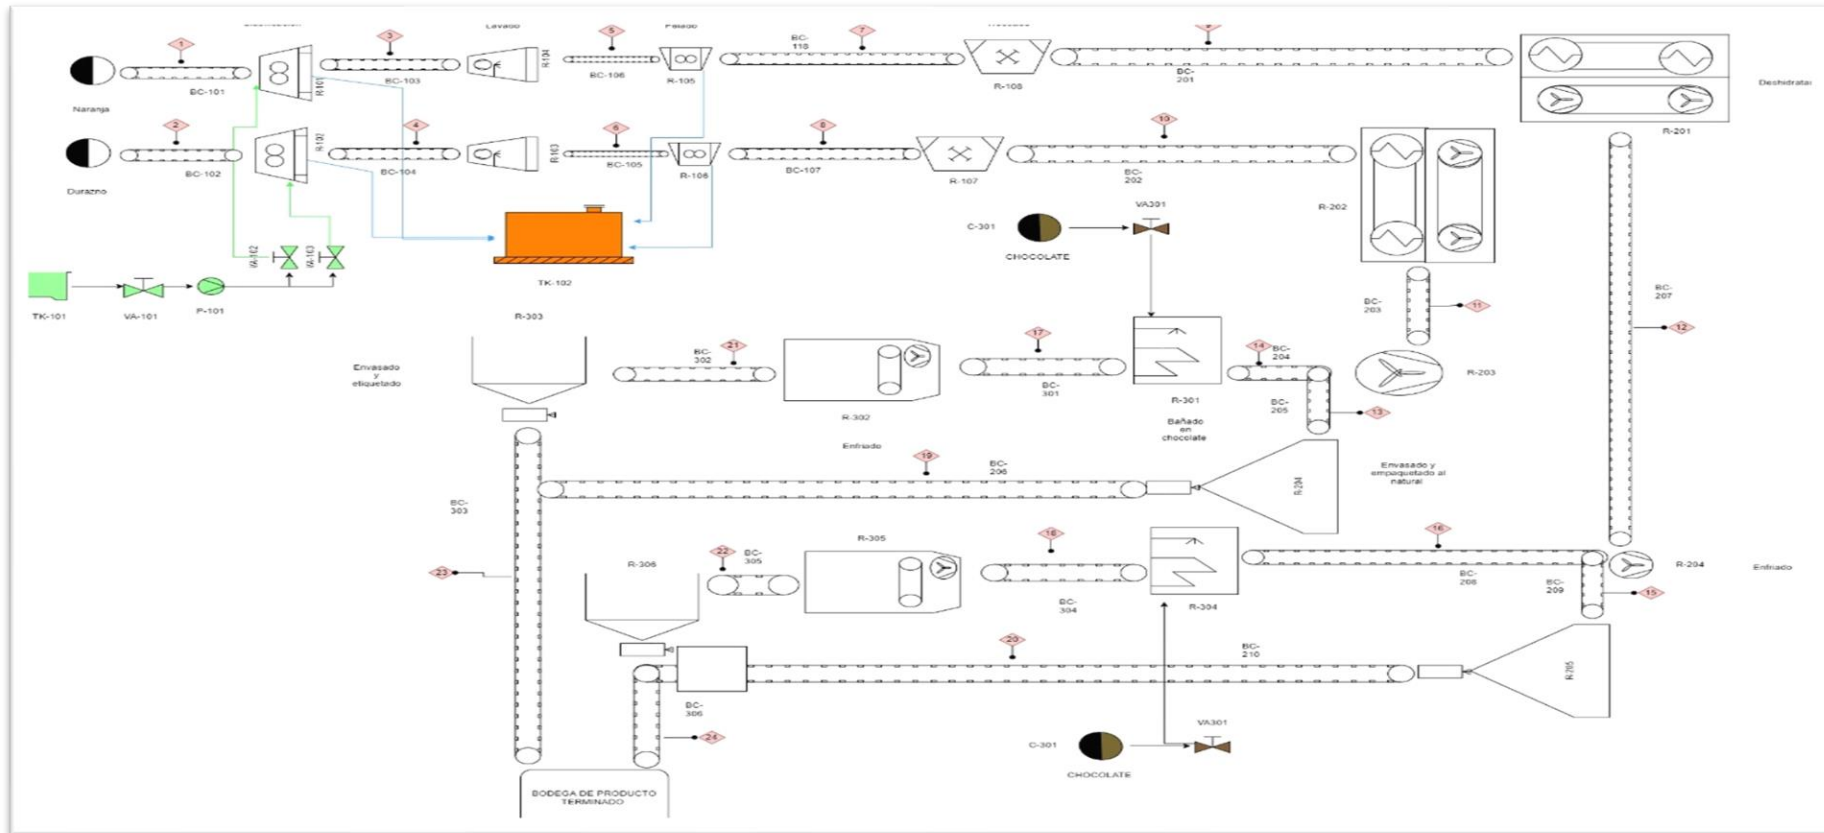 Lavado
Pelado
1
3
5
7
9
BC-
118
BC-101
R-101
BC-103
R-104
BC-106
R-105
R-108
BC-
201
Deshidratar
R-201
Naranja
2
4
6
8
10
BC-102
R-102
BC-104
R-103
BC-105
R-106
BC-107
R-107
BC-
202
R-202
Durazno
VA-102
VA-103
TK-101
VA-101
P-101
TK-102
C-301
CHOCOLATE
VA301
BC-
203
11
BC-
207
12
R-303
Envasado
y
etiquetado
BC-
302
21
R-302
Enfriado
17
BC-
301
R-301
Bañado
en
chocolate
14
BC-
204
BC-
205
13
R-203
BC-
303
19
BC-
206
R-204
Envasado y
empaquetado al
natural
23
R-306
22
BC-
305
R-305
18
BC-
304
R-304
16
BC-
208
BC-
209
15
R-204
Enfriado
20
BC-
210
R-205
BC-
306
24
C-301
CHOCOLATE
VA301
BODEGA DE PRODUCTO
TERMINADO